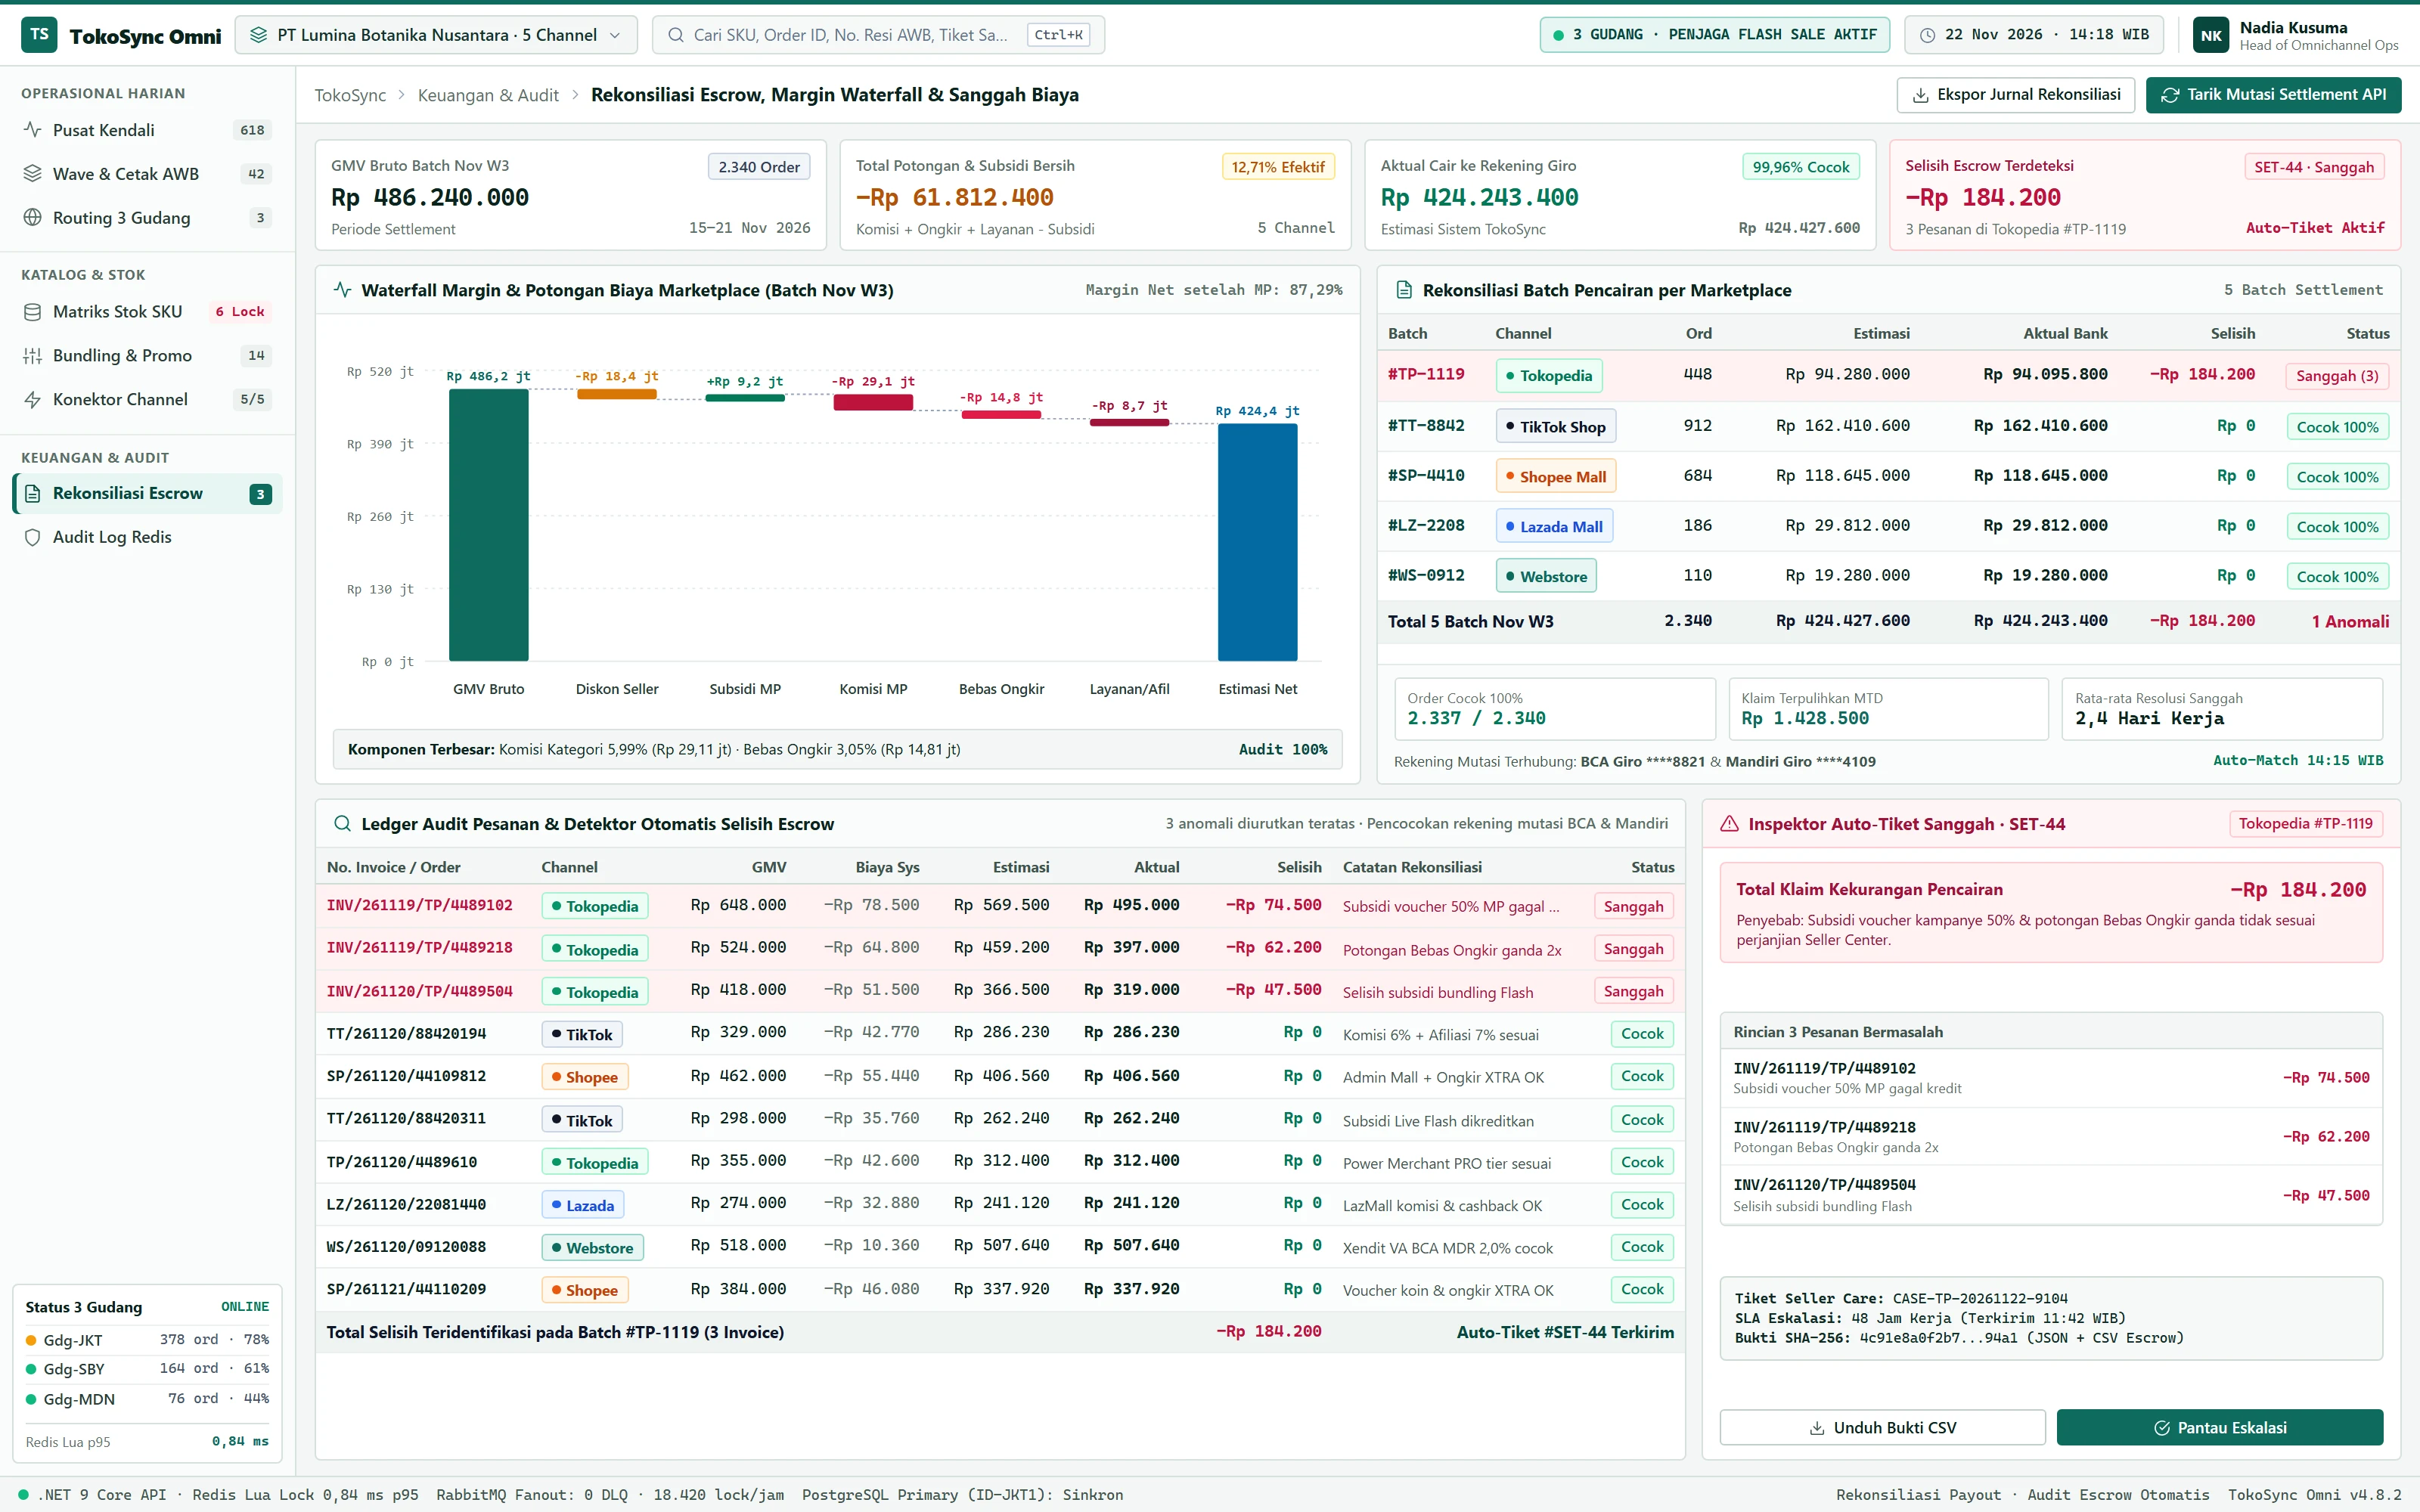 TS TokoSync Omni PT Lumina Botanika Nusantara · 5 Channel Cari SKU, Order ID, No. Resi AWB, Tiket Sa... Ctrl+K 3 GUDANG · PENJAGA FLASH SALE AKTIF 22 Nov 2026 · 14:18 WIB NK Nadia Kusuma
Head of Omnichannel Ops
OPERASIONAL HARIAN
Pusat Kendali 618
Wave & Cetak AWB 42
Routing 3 Gudang 3
KATALOG & STOK
Matriks Stok SKU 6 Lock
Bundling & Promo 14
Konektor Channel 5/5
KEUANGAN & AUDIT
Rekonsiliasi Escrow 3
Audit Log Redis
Status 3 Gudang ONLINE
Gdg-JKT 378 ord · 78%
Gdg-SBY 164 ord · 61%
Gdg-MDN 76 ord · 44%
Redis Lua p95 0,84 ms
TokoSync > Keuangan & Audit > Rekonsiliasi Escrow, Margin Waterfall & Sanggah Biaya Ekspor Jurnal Rekonsiliasi Tarik Mutasi Settlement API
GMV Bruto Batch Nov W3 2.340 Order
Rp 486.240.000
Periode Settlement 15–21 Nov 2026
Total Potongan & Subsidi Bersih 12,71% Efektif
−Rp 61.812.400
Komisi + Ongkir + Layanan - Subsidi 5 Channel
Aktual Cair ke Rekening Giro 99,96% Cocok
Rp 424.243.400
Estimasi Sistem TokoSync Rp 424.427.600
Selisih Escrow Terdeteksi SET-44 · Sanggah
−Rp 184.200
3 Pesanan di Tokopedia #TP-1119 Auto-Tiket Aktif
Waterfall Margin & Potongan Biaya Marketplace (Batch Nov W3) Margin Net setelah MP: 87,29%
Rp 520 jt
Rp 390 jt
Rp 260 jt
Rp 130 jt
Rp 0 jt
Rp 486,2 jt -Rp 18,4 jt +Rp 9,2 jt -Rp 29,1 jt -Rp 14,8 jt -Rp 8,7 jt Rp 424,4 jt
GMV Bruto Diskon Seller Subsidi MP Komisi MP Bebas Ongkir Layanan/Afil Estimasi Net
Komponen Terbesar: Komisi Kategori 5,99% (Rp 29,11 jt) · Bebas Ongkir 3,05% (Rp 14,81 jt) Audit 100%
Rekonsiliasi Batch Pencairan per Marketplace 5 Batch Settlement
Batch Channel Ord Estimasi Aktual Bank Selisih Status
#TP-1119 Tokopedia 448 Rp 94.280.000 Rp 94.095.800 −Rp 184.200 Sanggah (3)
#TT-8842 TikTok Shop 912 Rp 162.410.600 Rp 162.410.600 Rp 0 Cocok 100%
#SP-4410 Shopee Mall 684 Rp 118.645.000 Rp 118.645.000 Rp 0 Cocok 100%
#LZ-2208 Lazada Mall 186 Rp 29.812.000 Rp 29.812.000 Rp 0 Cocok 100%
#WS-0912 Webstore 110 Rp 19.280.000 Rp 19.280.000 Rp 0 Cocok 100%
Total 5 Batch Nov W3 2.340 Rp 424.427.600 Rp 424.243.400 −Rp 184.200 1 Anomali
Order Cocok 100% Klaim Terpulihkan MTD Rata-rata Resolusi Sanggah
2.337 / 2.340 Rp 1.428.500 2,4 Hari Kerja
Rekening Mutasi Terhubung: BCA Giro ****8821 & Mandiri Giro ****4109 Auto-Match 14:15 WIB
Ledger Audit Pesanan & Detektor Otomatis Selisih Escrow 3 anomali diurutkan teratas · Pencocokan rekening mutasi BCA & Mandiri
No. Invoice / Order Channel GMV Biaya Sys Estimasi Aktual Selisih Catatan Rekonsiliasi Status
INV/261119/TP/4489102 Tokopedia Rp 648.000 −Rp 78.500 Rp 569.500 Rp 495.000 −Rp 74.500 Subsidi voucher 50% MP gagal ... Sanggah
INV/261119/TP/4489218 Tokopedia Rp 524.000 −Rp 64.800 Rp 459.200 Rp 397.000 −Rp 62.200 Potongan Bebas Ongkir ganda 2x Sanggah
INV/261120/TP/4489504 Tokopedia Rp 418.000 −Rp 51.500 Rp 366.500 Rp 319.000 −Rp 47.500 Selisih subsidi bundling Flash Sanggah
TT/261120/88420194 TikTok Rp 329.000 −Rp 42.770 Rp 286.230 Rp 286.230 Rp 0 Komisi 6% + Afiliasi 7% sesuai Cocok
SP/261120/44109812 Shopee Rp 462.000 −Rp 55.440 Rp 406.560 Rp 406.560 Rp 0 Admin Mall + Ongkir XTRA OK Cocok
TT/261120/88420311 TikTok Rp 298.000 −Rp 35.760 Rp 262.240 Rp 262.240 Rp 0 Subsidi Live Flash dikreditkan Cocok
TP/261120/4489610 Tokopedia Rp 355.000 −Rp 42.600 Rp 312.400 Rp 312.400 Rp 0 Power Merchant PRO tier sesuai Cocok
LZ/261120/22081440 Lazada Rp 274.000 −Rp 32.880 Rp 241.120 Rp 241.120 Rp 0 LazMall komisi & cashback OK Cocok
WS/261120/09120088 Webstore Rp 518.000 −Rp 10.360 Rp 507.640 Rp 507.640 Rp 0 Xendit VA BCA MDR 2,0% cocok Cocok
SP/261121/44110209 Shopee Rp 384.000 −Rp 46.080 Rp 337.920 Rp 337.920 Rp 0 Voucher koin & ongkir XTRA OK Cocok
Total Selisih Teridentifikasi pada Batch #TP-1119 (3 Invoice) −Rp 184.200 Auto-Tiket #SET-44 Terkirim
Inspektor Auto-Tiket Sanggah · SET-44 Tokopedia #TP-1119
Total Klaim Kekurangan Pencairan −Rp 184.200
Penyebab: Subsidi voucher kampanye 50% & potongan Bebas Ongkir ganda tidak sesuai
perjanjian Seller Center.
Rincian 3 Pesanan Bermasalah
INV/261119/TP/4489102
Subsidi voucher 50% MP gagal kredit −Rp 74.500
INV/261119/TP/4489218
Potongan Bebas Ongkir ganda 2x −Rp 62.200
INV/261120/TP/4489504
Selisih subsidi bundling Flash −Rp 47.500
Tiket Seller Care: CASE-TP-20261122-9104
SLA Eskalasi: 48 Jam Kerja (Terkirim 11:42 WIB)
Bukti SHA-256: 4c91e8a0f2b7...94a1 (JSON + CSV Escrow)
Unduh Bukti CSV Pantau Eskalasi
.NET 9 Core API · Redis Lua Lock 0,84 ms p95 RabbitMQ Fanout: 0 DLQ · 18.420 lock/jam PostgreSQL Primary (ID-JKT1): Sinkron Rekonsiliasi Payout · Audit Escrow Otomatis TokoSync Omni v4.8.2